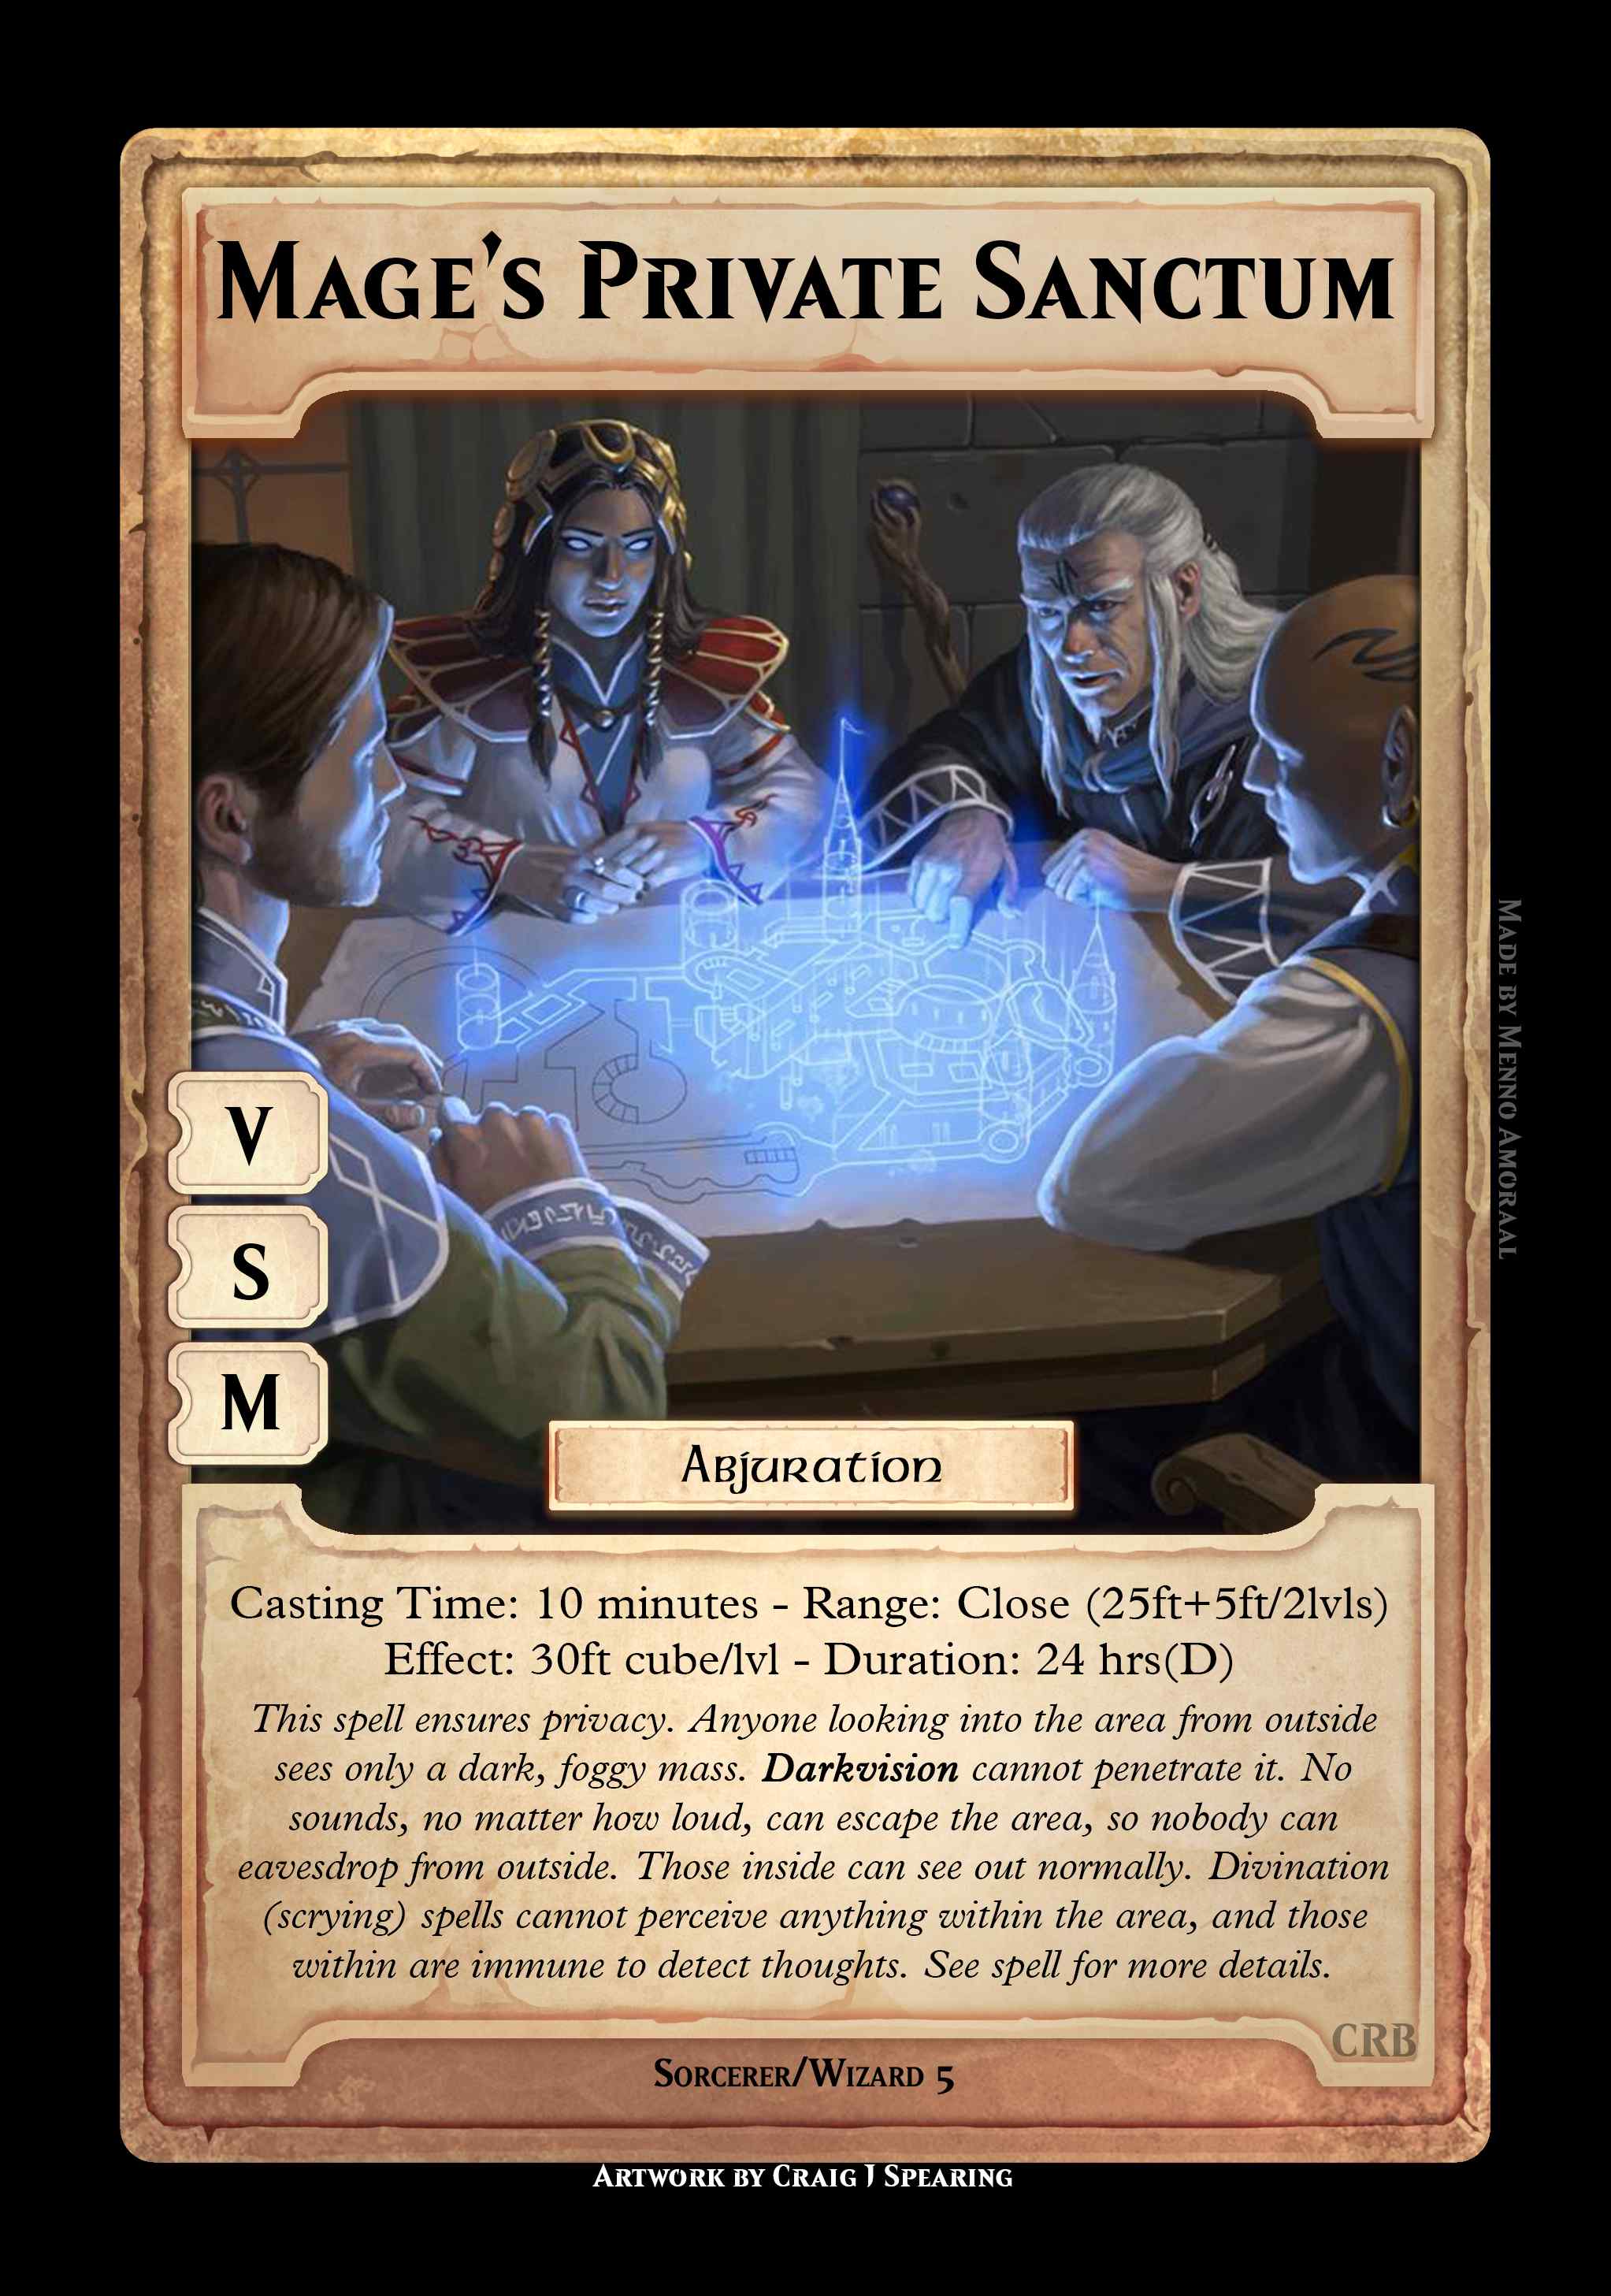 Mage's Private Sanctum
V
S
M
Abjuration
Casting Time: 10 minutes - Range: Close (25ft+5ft/2lvls)
Effect: 30ft cube/lvl - Duration: 24 hrs(D)
This spell ensures privacy. Anyone looking into the area from outside
sees only a dark, foggy mass. Darkvision cannot penetrate it. No
sounds, no matter how loud, can escape the area, so nobody can
eavesdrop from outside. Those inside can see out normally. Divination
(scrying) spells cannot perceive anything within the area, and those
within are immune to detect thoughts. See spell for more details.
CRB
Sorcerer/Wizard 5
Artwork by Craig J Spearing
Made by Menno Amoraal